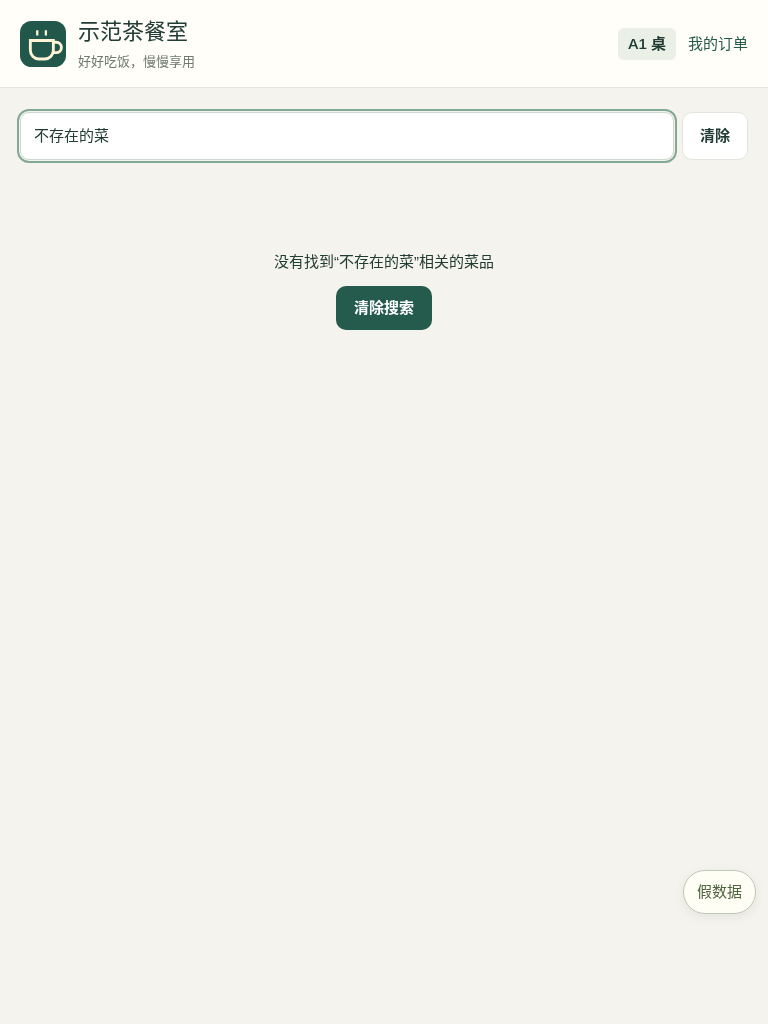 示范茶餐室
好好吃饭，慢慢享用
A1 桌
我的订单
不存在的菜
清除
没有找到“不存在的菜”相关的菜品
清除搜索
假数据